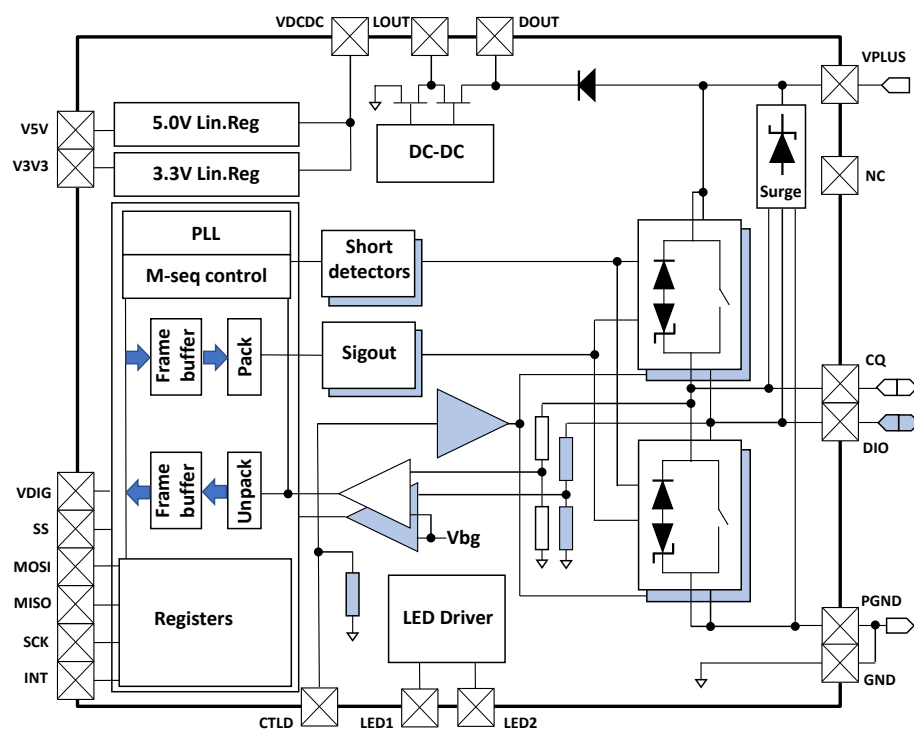 VDCDC LOUT DOUT
VPLUS
V5V
5.0V Lin.Reg
V3V3
3.3V Lin.Reg
DC-DC
Surge
NC
PLL
M-seq control
Short
detectors
Frame
buffer
Pack
Sigout
CQ
DIO
Frame
buffer
Unpack
Vbg
VDIG
SS
MOSI
MISO
SCK
INT
Registers
LED Driver
PGND
GND
CTLD
LED1
LED2